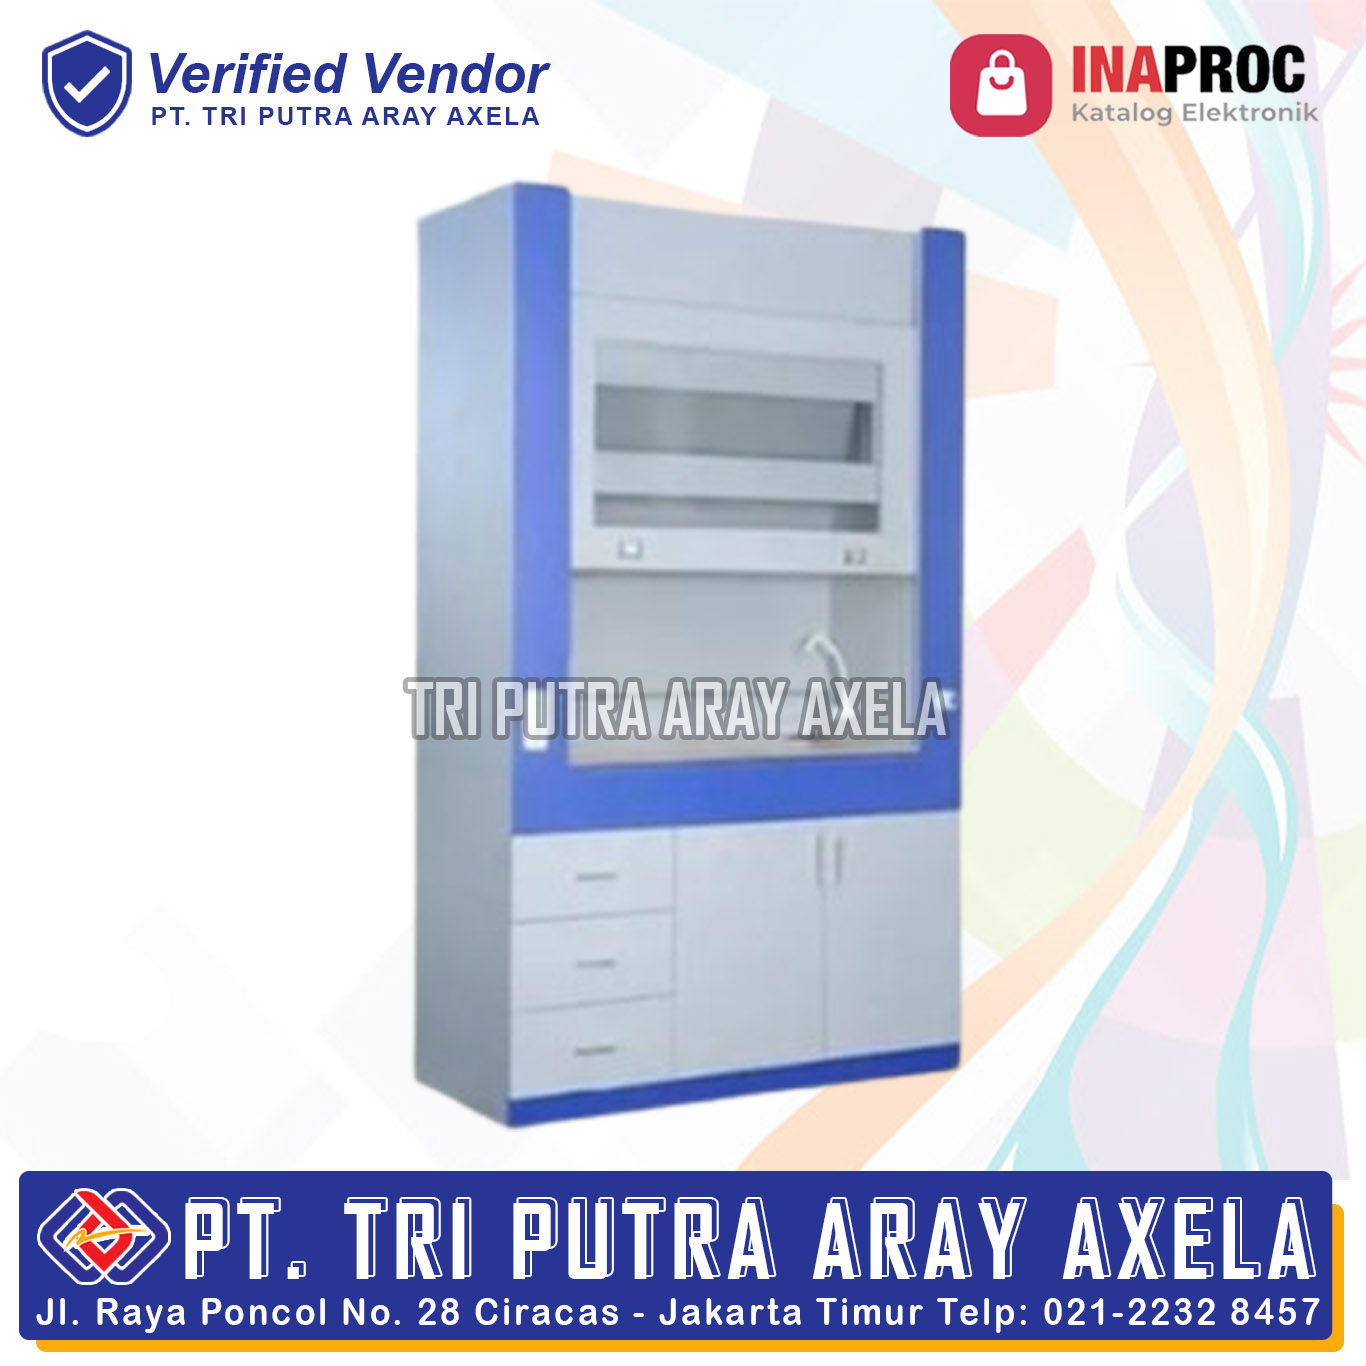 Verified Vendor
PT. TRI PUTRA ARAY AXELA
INAPROC
Katalog Elektronik
TRI PUTRA ARAY AXELA
PT. TRI PUTRA ARAY AXELA
Jl. Raya Poncol No. 28 Ciracas - Jakarta Timur Telp: 021-2232 8457